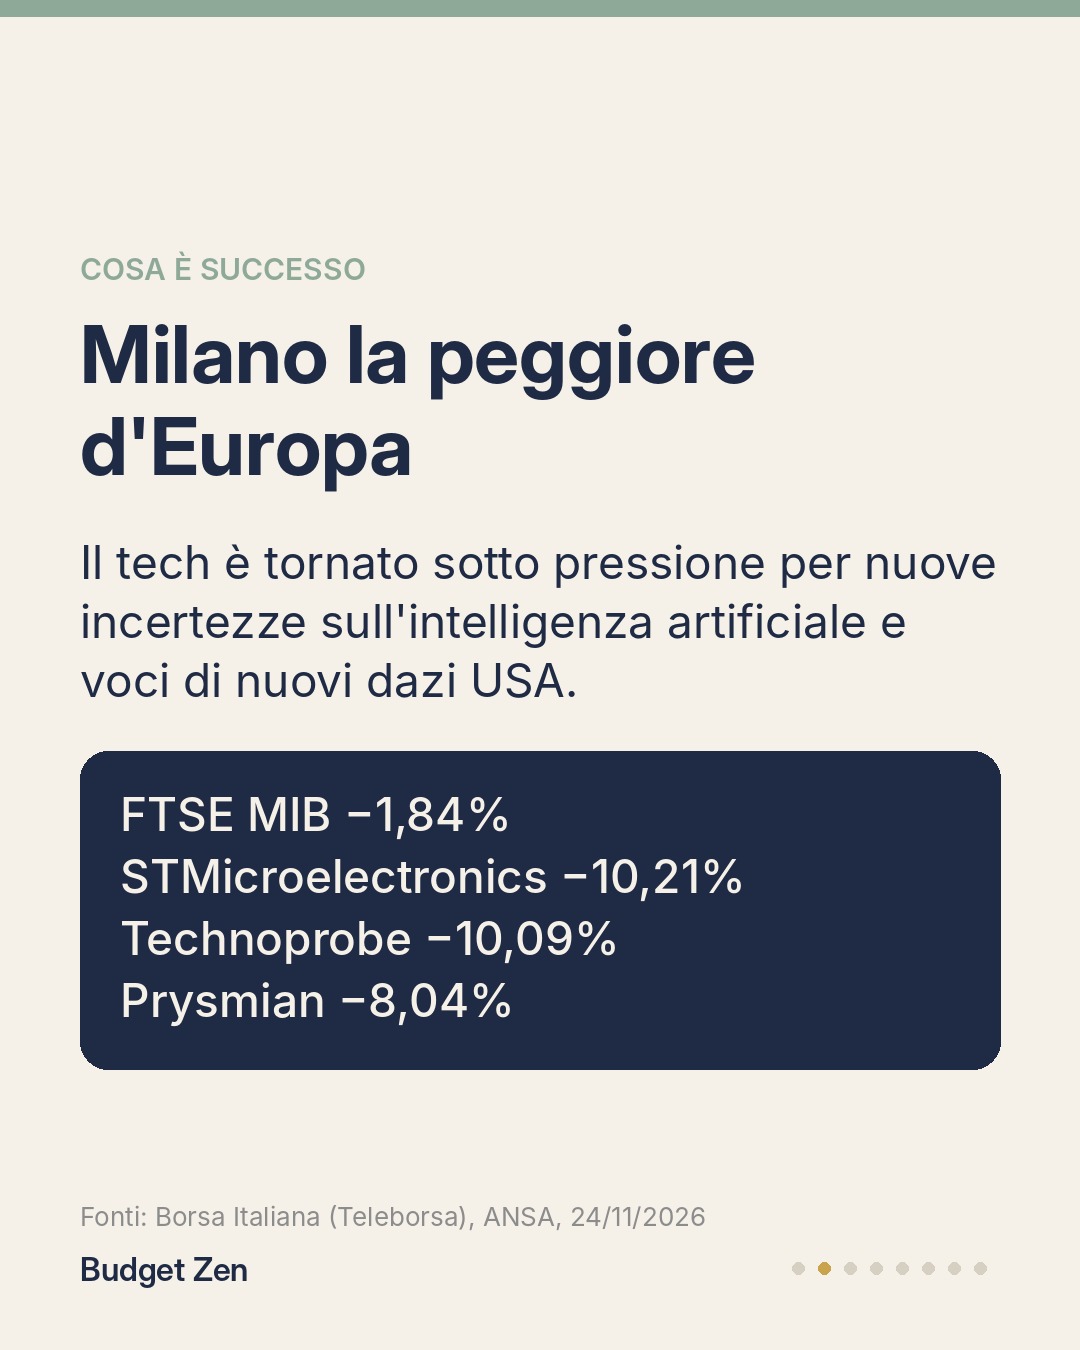 COSA È SUCCESSO
Milano la peggiore
d'Europa
Il tech è tornato sotto pressione per nuove
incertezze sull'intelligenza artificiale e
voci di nuovi dazi USA.
FTSE MIB −1,84%
STMicroelectronics −10,21%
Technoprobe −10,09%
Prysmian −8,04%
Fonti: Borsa Italiana (Teleborsa), ANSA, 24/11/2026
Budget Zen